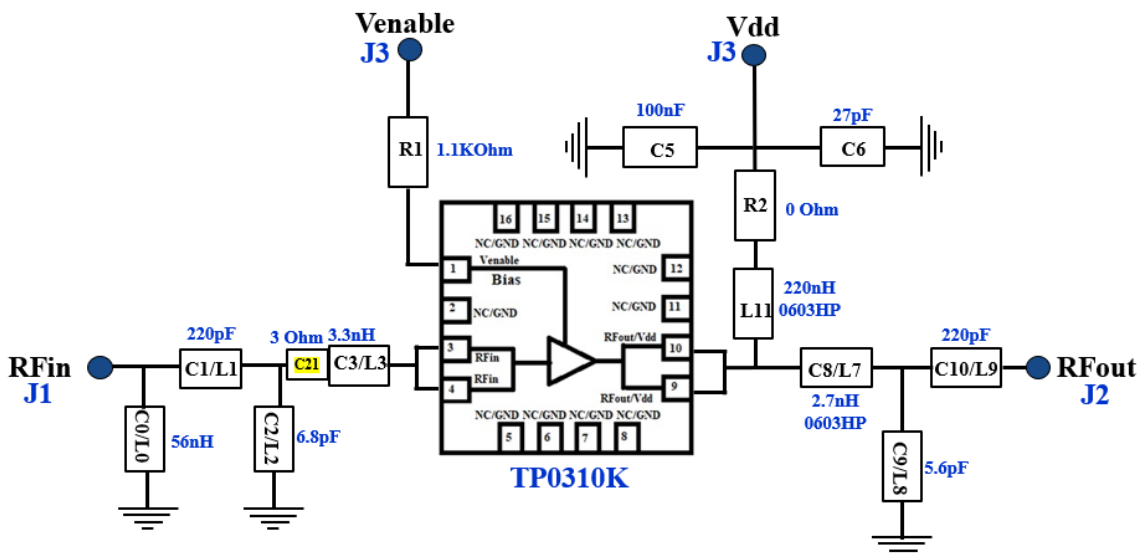 Venable
J3
Vdd
J3
100nF
27pF
C5
C6
R1
1.1KOhm
R2
0 Ohm
16
15
14
13
NC/GND
NC/GND
NC/GND
NC/GND
1
Venable
Bias
NC/GND
12
2
NC/GND
NC/GND
11
L11
220nH
0603HP
RFin
J1
220pF
C1/L1
3 Ohm
3.3nH
C21
C3/L3
3
RFin
4
RFin
RFout/Vdd
10
9
RFout/Vdd
C8/L7
2.7nH
0603HP
220pF
C10/L9
RFout
J2
C0/L0
56nH
C2/L2
6.8pF
NC/GND
NC/GND
NC/GND
NC/GND
5
6
7
8
C9/L8
5.6pF
TP0310K